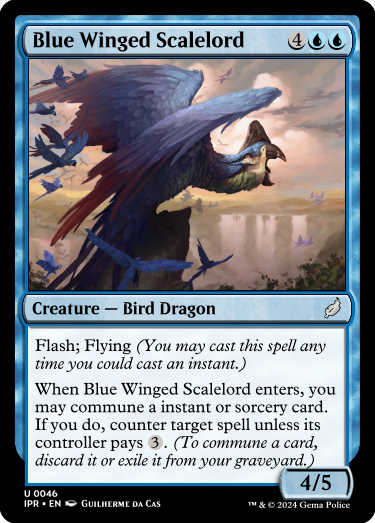 Blue Winged Scalelord 4
Creature — Bird Dragon
Flash; Flying (You may cast this spell any
time you could cast an instant.)
When Blue Winged Scalelord enters, you
may commune a instant or sorcery card.
If you do, counter target spell unless its
controller pays 3. (To commune a card,
discard it or exile it from your graveyard.)
4/5
U 0046
IPR • EN Guilherme da Cas
™ & © 2024 Gema Police